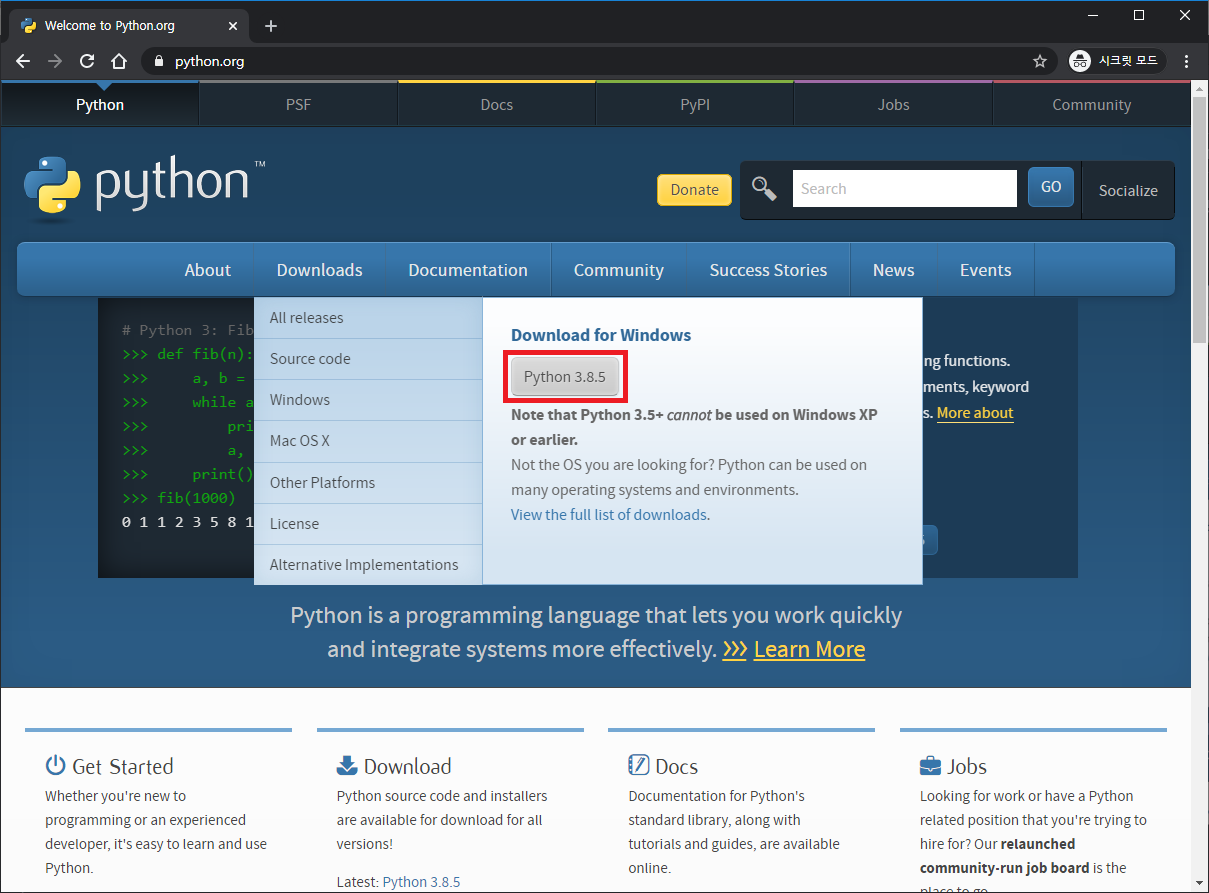 Welcome to Python.org
python.org
시크릿 모드
Python
PSF
Docs
PyPI
Jobs
Community
python™
Donate
Search
GO
Socialize
About
Downloads
Documentation
Community
Success Stories
News
Events
# Python 3: Fib
>>> def fib(n):
>>> a, b =
>>> while a
>>> pri
>>> a,
>>> print()
>>> fib(1000)
0 1 1 2 3 5 8 1
All releases
Source code
Windows
Mac OS X
Other Platforms
License
Alternative Implementations
Download for Windows
Python 3.8.5
Note that Python 3.5+ cannot be used on Windows XP
or earlier.
Not the OS you are looking for? Python can be used on
many operating systems and environments.
View the full list of downloads.
ng functions.
ments, keyword
s. More about
Python is a programming language that lets you work quickly
and integrate systems more effectively. >>> Learn More
Get Started
Whether you're new to
programming or an experienced
developer, it's easy to learn and use
Python.
Download
Python source code and installers
are available for download for all
versions!
Latest: Python 3.8.5
Docs
Documentation for Python's
standard library, along with
tutorials and guides, are available
online.
Jobs
Looking for work or have a Python
related position that you're trying to
hire for? Our relaunched
community-run job board is the
place to go.